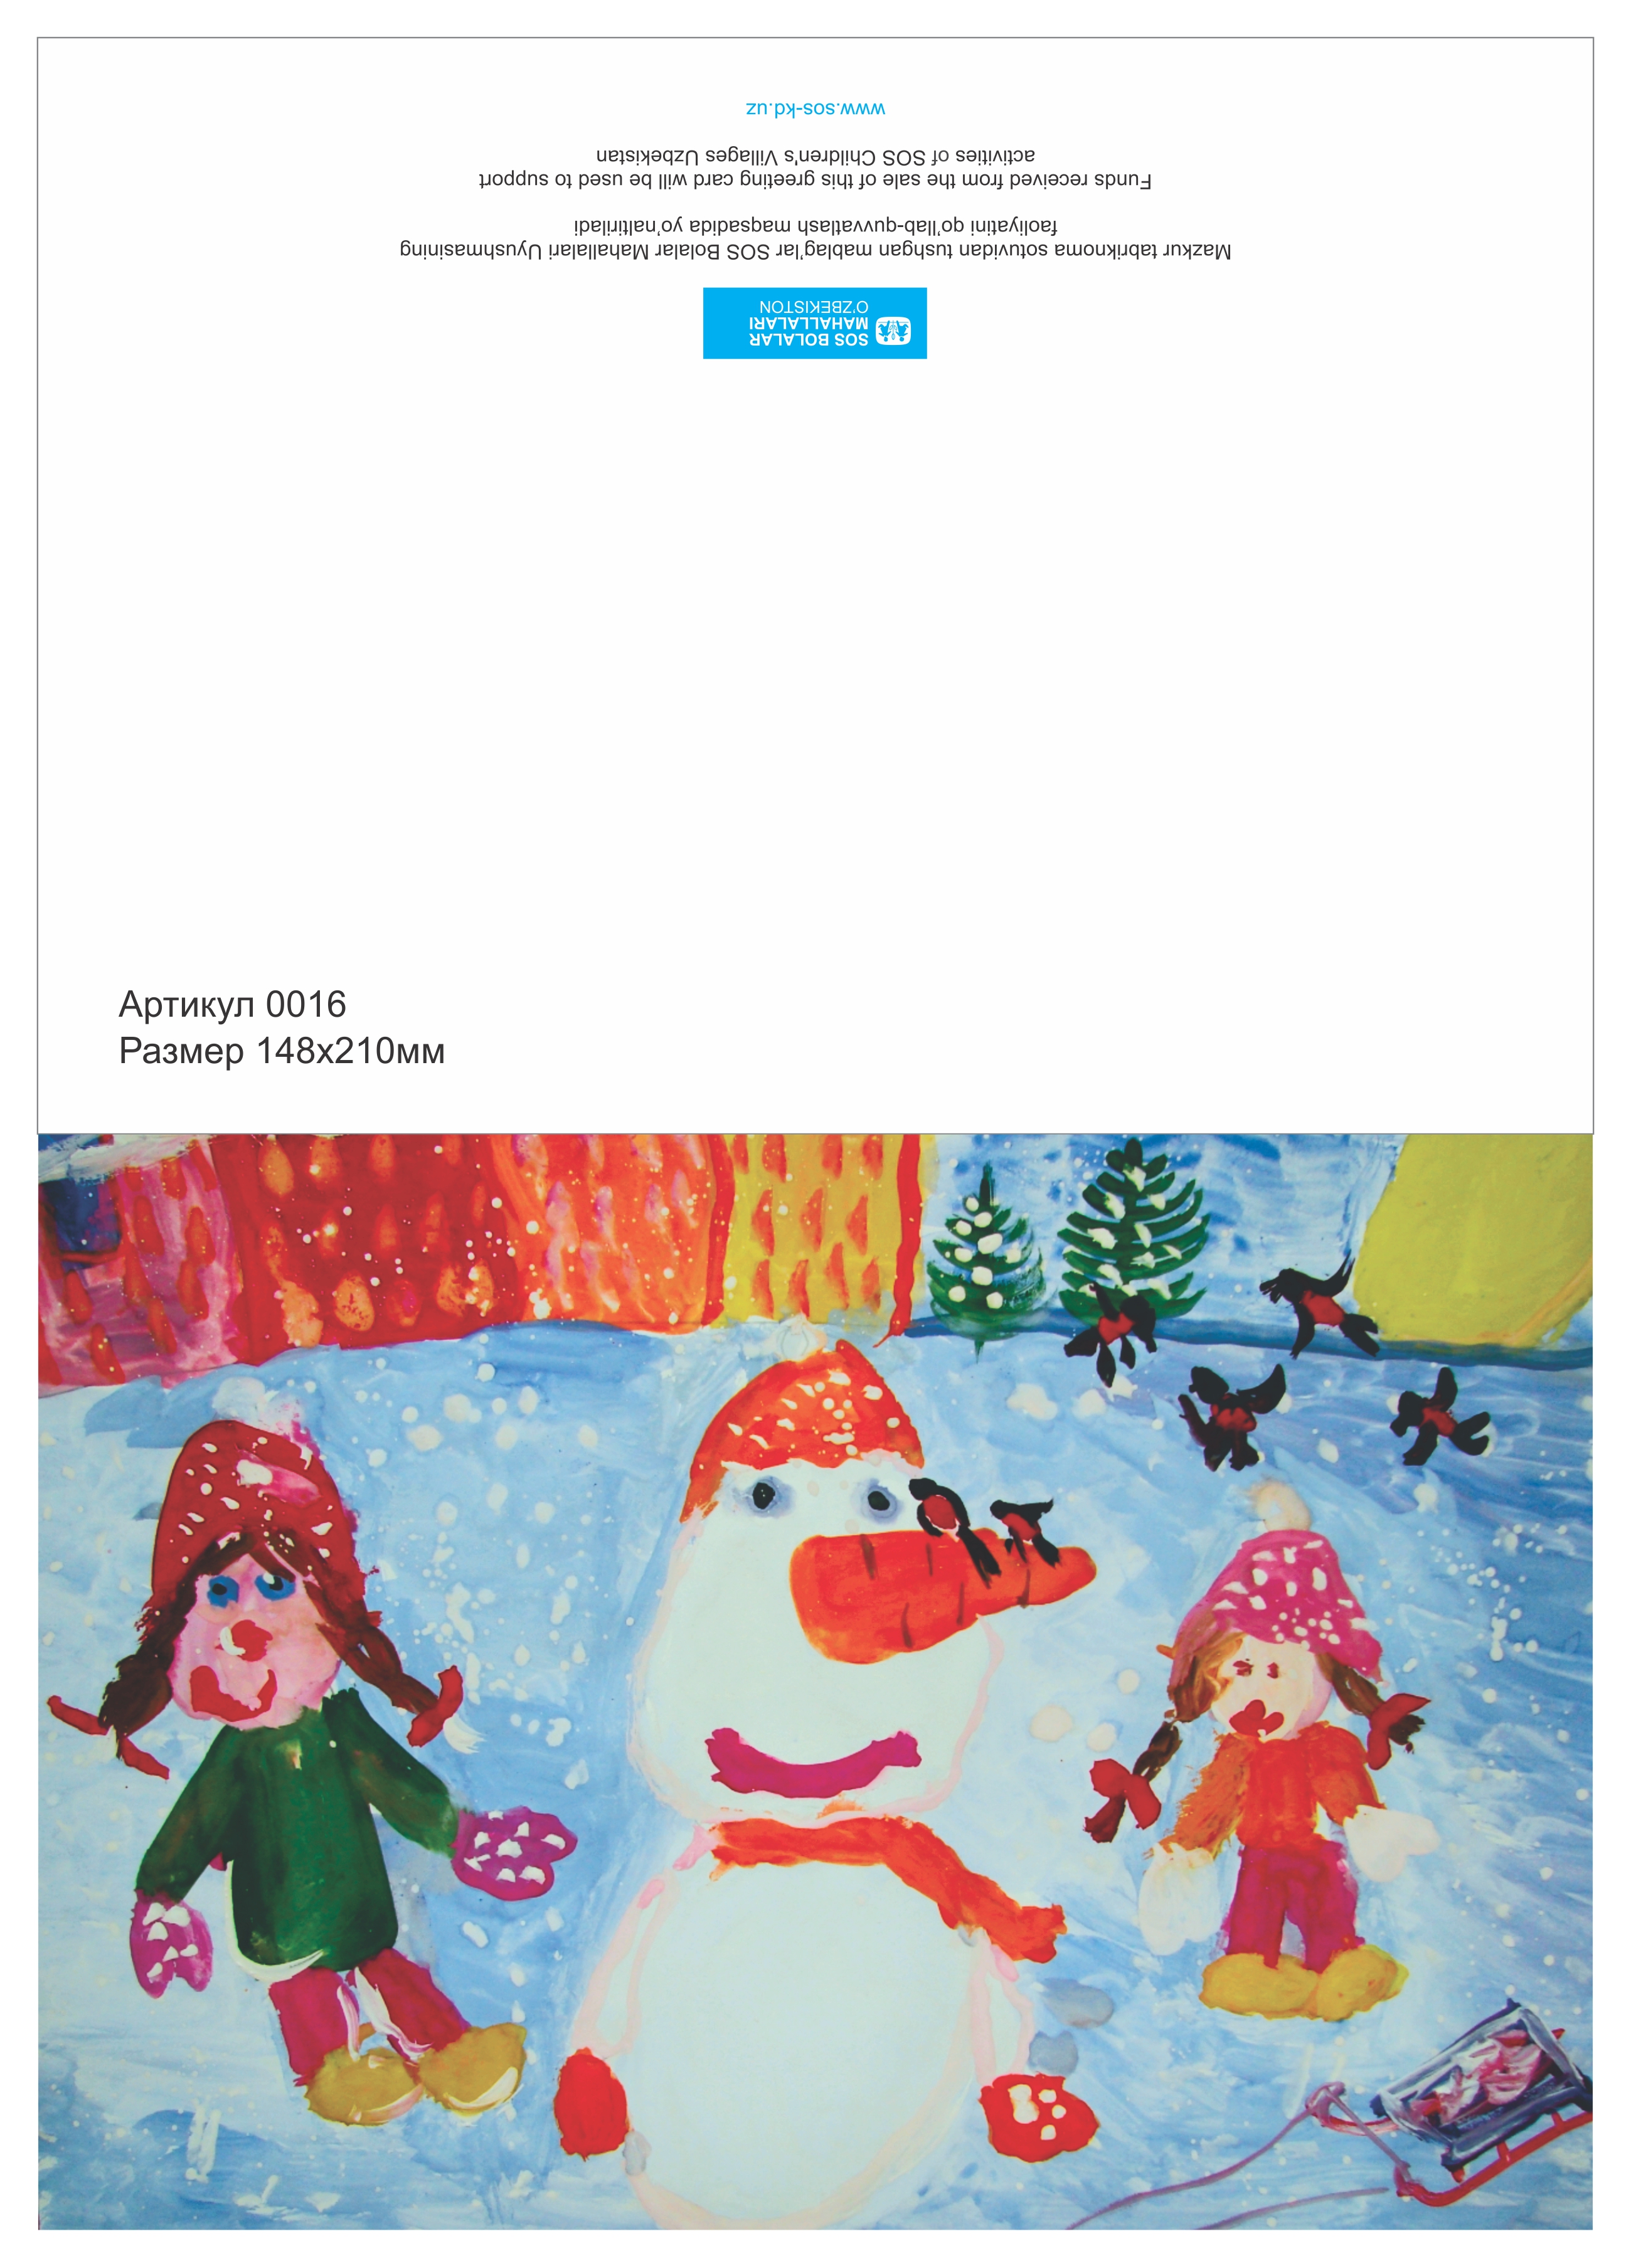 SOS BOLALAR
MAHALLALARI
O'ZBEKISTON
Mazkur tabriknoma sotuvidan tushgan mablag'lar SOS Bolalar Mahallalari Uyushmasining
faoliyatini qo'llab-quvvatlash maqsadida yo'naltiriladi
Funds received from the sale of this greeting card will be used to support
activities of SOS Children's Villages Uzbekistan
www.sos-kd.uz
Артикул 0016
Размер 148x210мм